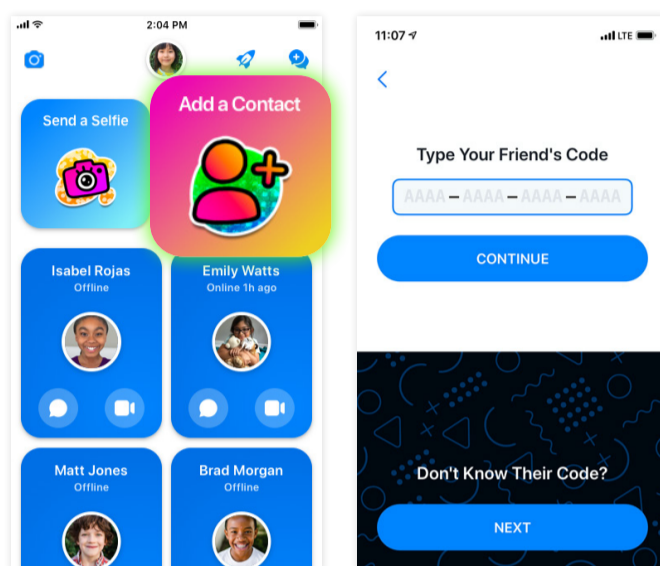 2:04 PM
Send a Selfie
Add a Contact
Isabel Rojas
Offline
Emily Watts
Online 1h ago
Matt Jones
Offline
Brad Morgan
Offline
11:07
LTE
Type Your Friend's Code
AAAA – AAAA – AAAA – AAAA
CONTINUE
Don't Know Their Code?
NEXT